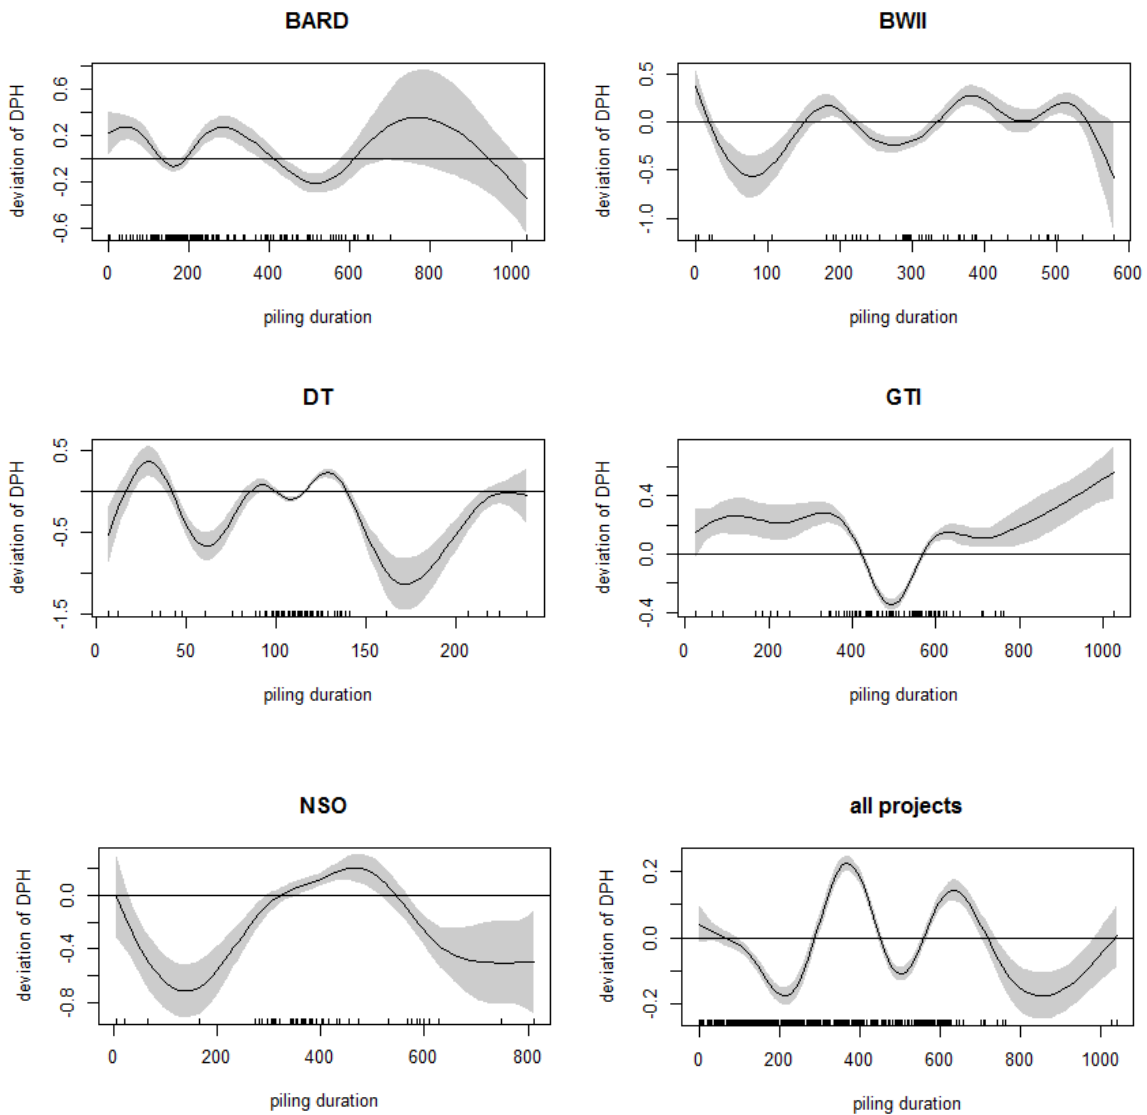 BARD
deviation of DPH
-0.6 -0.2 0.2 0.6
0 200 400 600 800 1000
piling duration
BWII
deviation of DPH
-1.0 -0.5 0.0 0.5
0 100 200 300 400 500 600
piling duration
DT
deviation of DPH
-1.5 -0.5 0.5
0 50 100 150 200
piling duration
GTI
deviation of DPH
-0.4 0.0 0.4
0 200 400 600 800 1000
piling duration
NSO
deviation of DPH
-0.8 -0.4 0.0
0 200 400 600 800
piling duration
all projects
deviation of DPH
-0.2 0.0 0.2
0 200 400 600 800 1000
piling duration